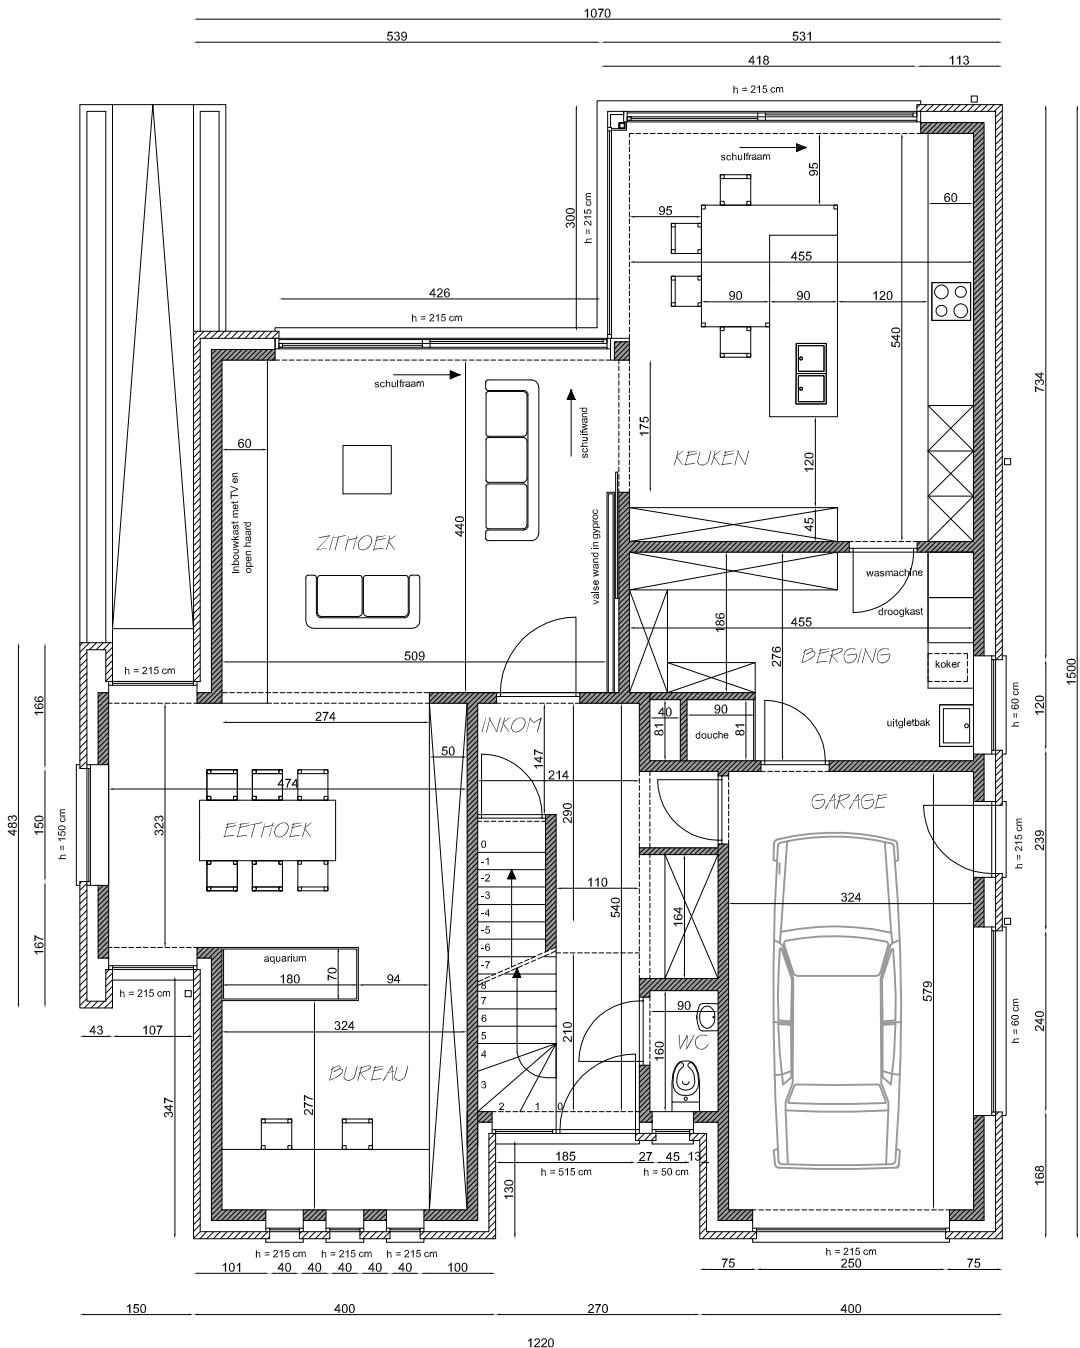 1070
539
531
418
113
h = 215 cm
schuifraam
95
300
h = 215 cm
95
60
455
426
h = 215 cm
90
90
120
540
734
schuifraam
schuifwand
175
60
KEUKEN
120
45
Inbouwkast met TV en
open haard
440
ZITHOEK
valse wand in gyproc
wasmachine
droogkast
186
455
276
BERGING
koker
509
h = 215 cm
h = 60 cm
120
1500
166
274
INKOM
40
81
90
douche
81
uitgietbak
50
147
214
474
290
GARAGE
483
150
h = 150 cm
323
EETHOEK
h = 215 cm
239
0
-1
-2
-3
-4
-5
-6
-7
8
7
6
5
4
3
2
1
0
110
540
164
324
167
aquarium
180
70
94
h = 215 cm
579
90
WC
160
210
h = 60 cm
240
43
107
324
BUREAU
277
347
185
h = 515 cm
27
45
13
h = 50 cm
130
168
h = 215 cm
h = 215 cm
h = 215 cm
101
40
40
40
40
40
100
h = 215 cm
75
250
75
150
400
270
400
1220